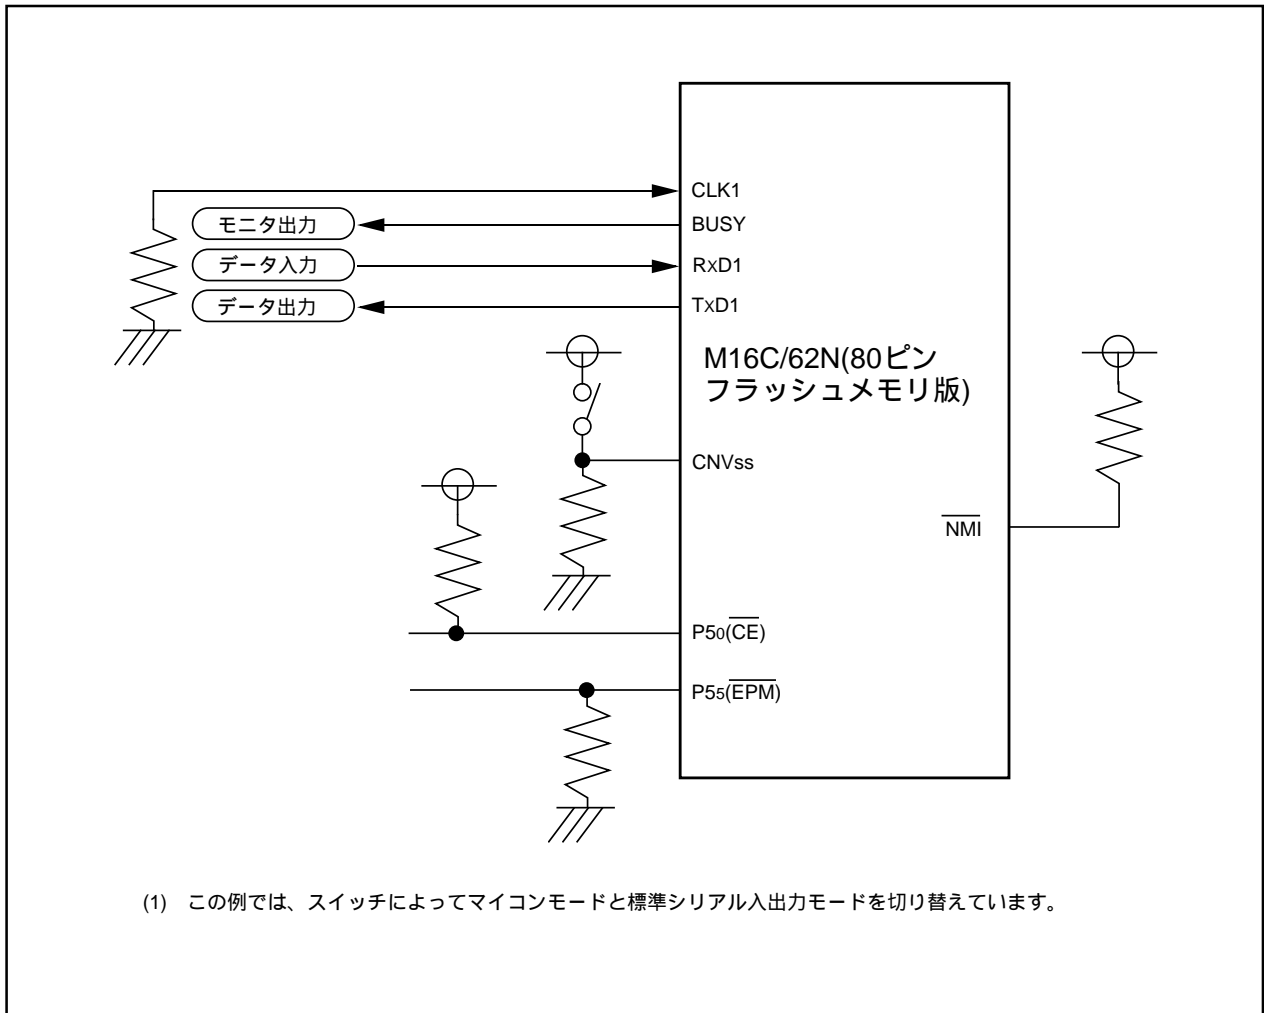 CLK1
モニタ出力
BUSY
データ入力
RxD1
データ出力
TxD1
M16C/62N(80ピン
フラッシュメモリ版)
CNVss
NMI
P50(CE)
P55(EPM)
(1) この例では、スイッチによってマイコンモードと標準シリアル入出力モードを切り替えています。